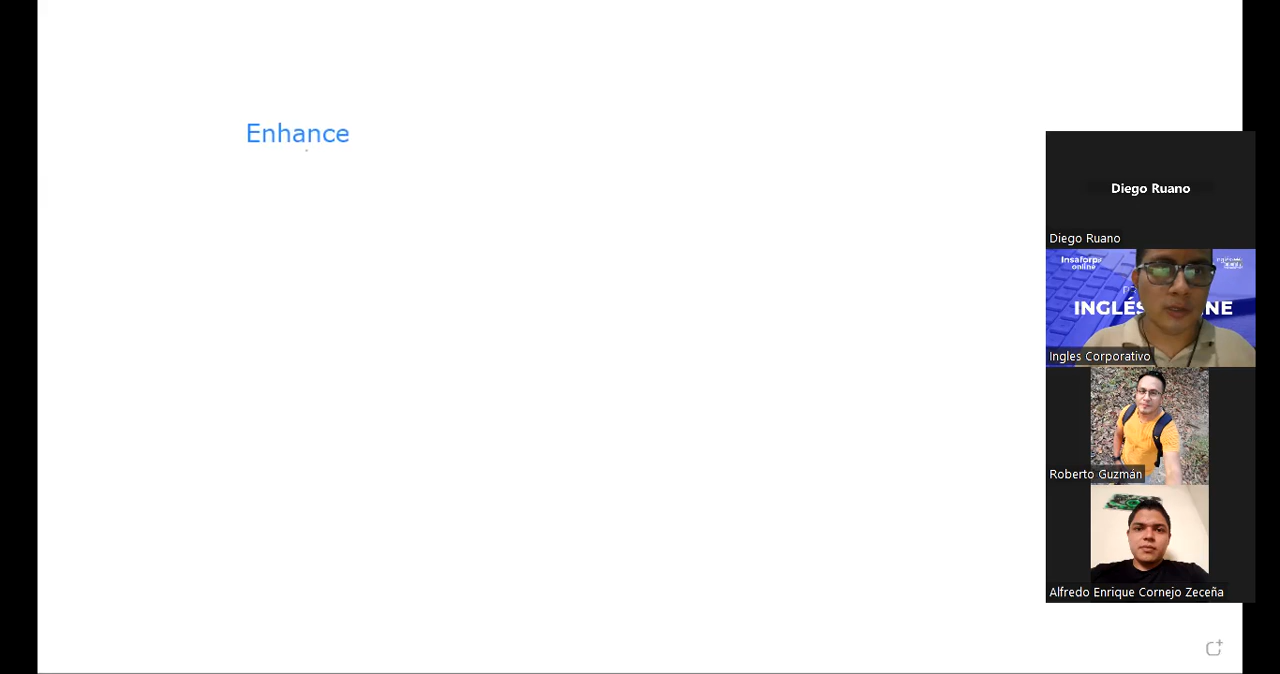 Enhance
Diego Ruano
Diego Ruano
Insaforp
online
INGLÉS
NE
Ingles Corporativo
Roberto Guzmán
Alfredo Enrique Cornejo Zeceña